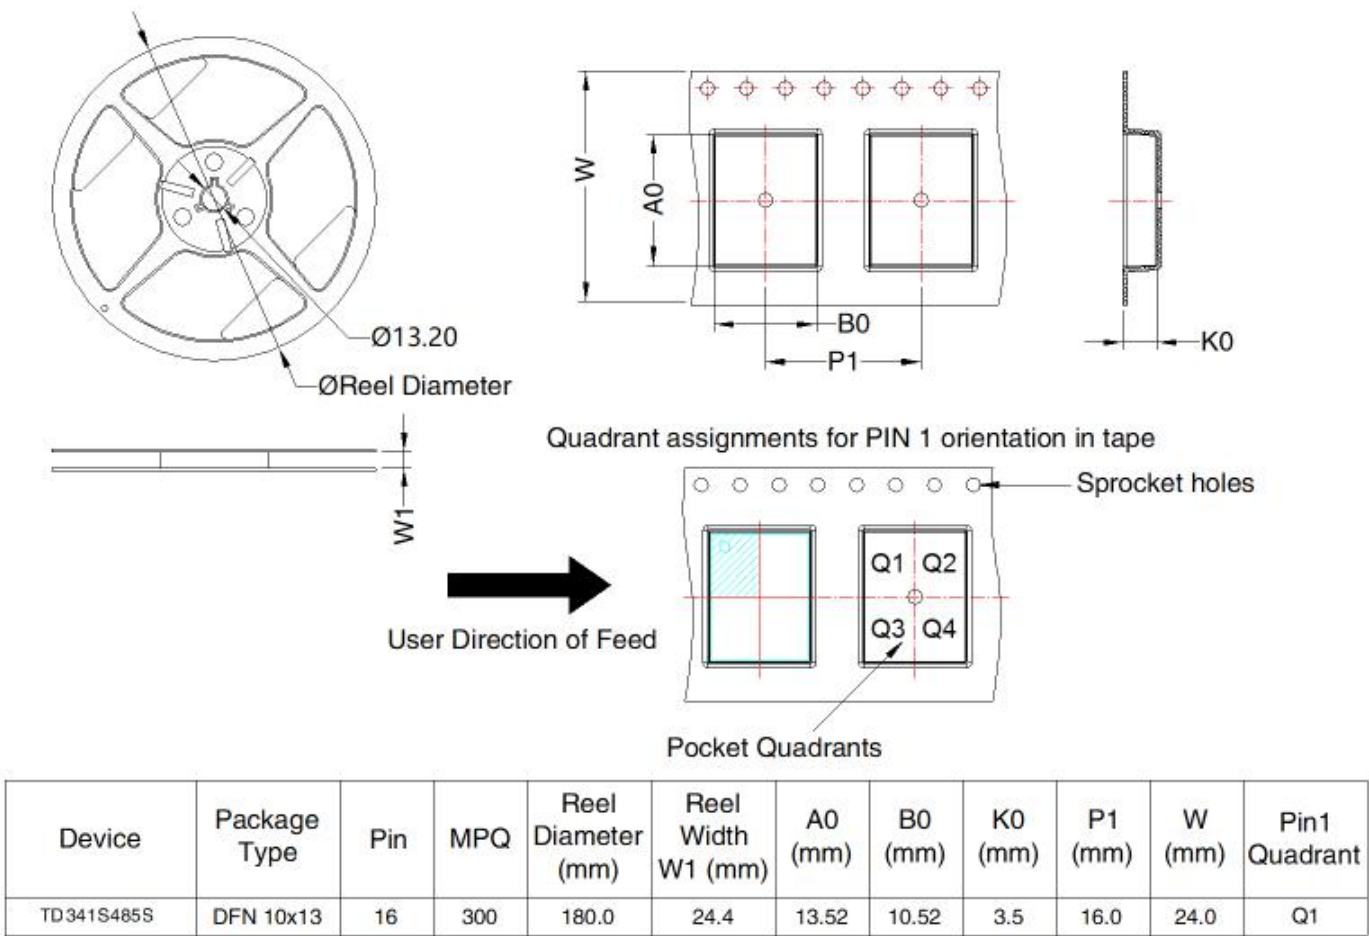 W
A0
B0
P1
K0
Ø13.20
ØReel Diameter
W1
Quadrant assignments for PIN 1 orientation in tape
Sprocket holes
Q1 Q2
Q3 Q4
User Direction of Feed
Pocket Quadrants
Device
Package
Type
Pin
MPQ
Reel
Diameter
(mm)
Reel
Width
W1 (mm)
A0
(mm)
B0
(mm)
K0
(mm)
P1
(mm)
W
(mm)
Pin1
Quadrant
TD341S485S DFN 10x13 16 300 180.0 24.4 13.52 10.52 3.5 16.0 24.0 Q1